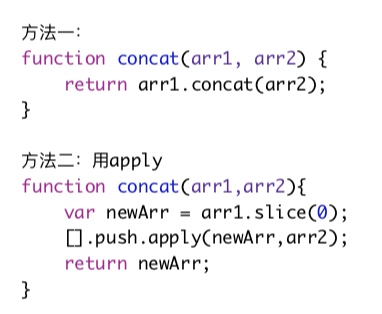 方法一：
function concat(arr1, arr2) {
    return arr1.concat(arr2);
}
方法二：用apply
function concat(arr1,arr2){
    var newArr = arr1.slice(0);
    [].push.apply(newArr,arr2);
    return newArr;
}